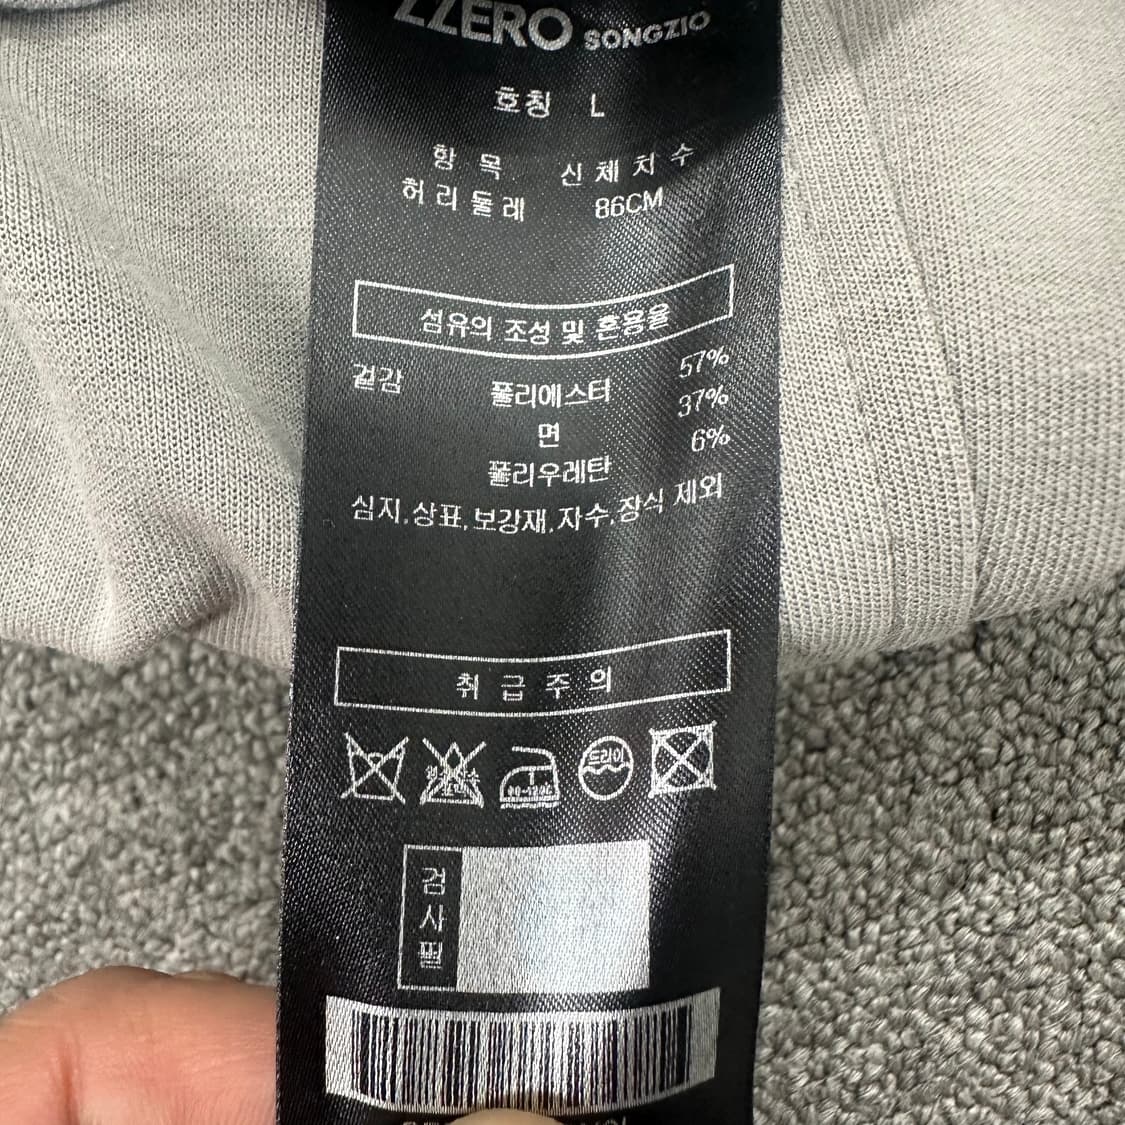 ZZERO SONGZIO
호칭 L
항목 신체치수
허리둘레 86CM
섬유의 조성 및 혼용율
겉감 폴리에스터 57%
면 37%
폴리우레탄 6%
심지,상표,보강재,자수,장식 제외
취급주의
드라이
검사필